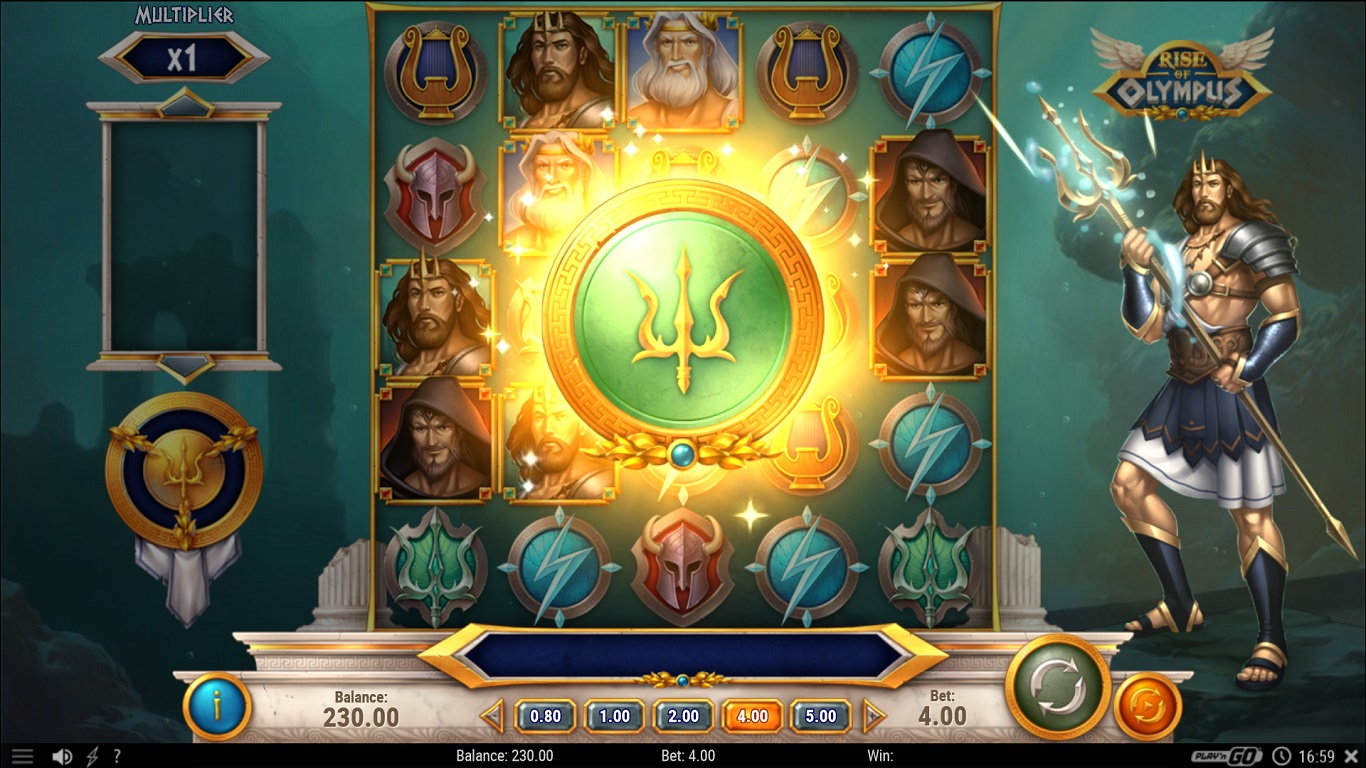 MULTIPLIER
x1
RISE
OF
OLYMPUS
i
Balance:
230.00
0.80
1.00
2.00
4.00
5.00
Bet:
4.00
?
Balance: 230.00
Bet: 4.00
Win:
PLAY'n GO
16:59